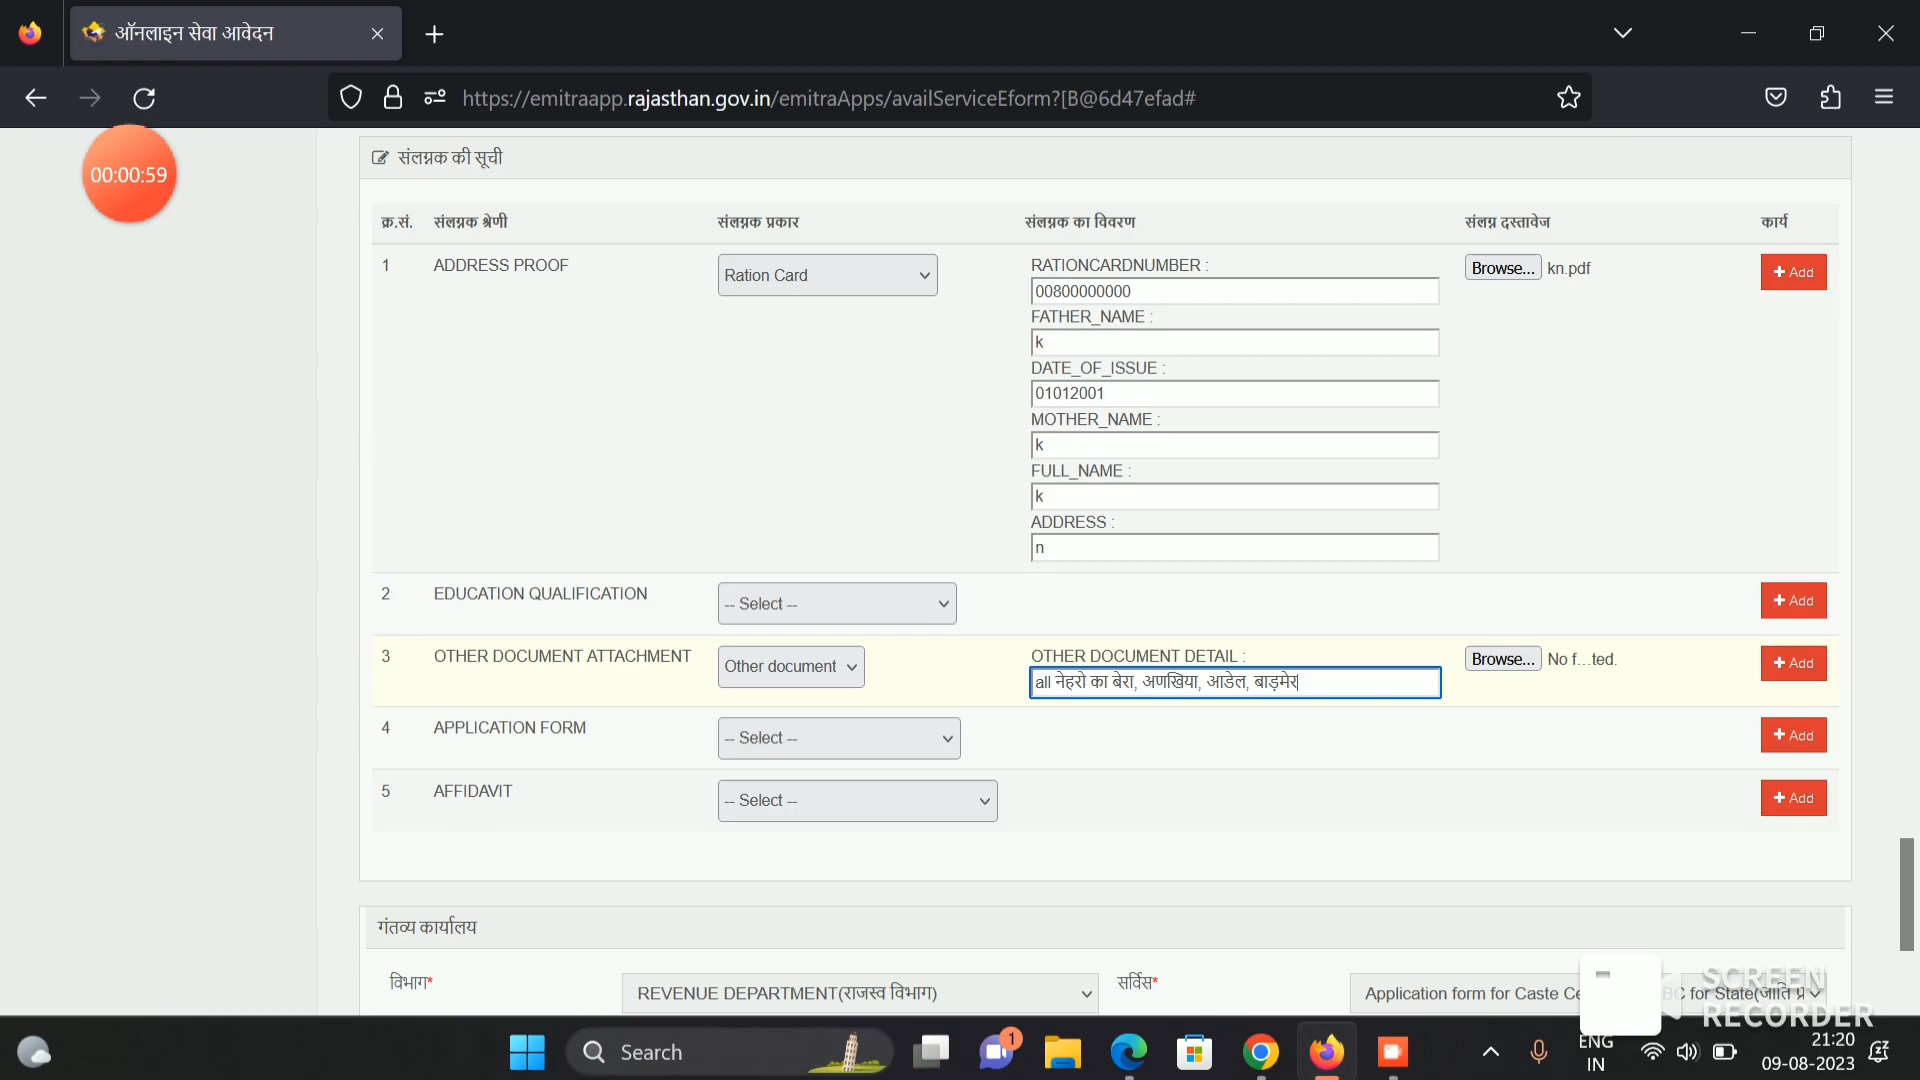 ऑनलाइन सेवा आवेदन
https://emitraapp.rajasthan.gov.in/emitraApps/availServiceEform?[B@6d47efad#
00:00:59
संलग्नक की सूची
क्र.सं. संलग्नक श्रेणी संलग्नक प्रकार संलग्नक का विवरण संलग्न दस्तावेज कार्य
1 ADDRESS PROOF Ration Card RATIONCARDNUMBER : Browse... kn.pdf + Add
00800000000
FATHER_NAME :
k
DATE_OF_ISSUE :
01012001
MOTHER_NAME :
k
FULL_NAME :
k
ADDRESS :
n
2 EDUCATION QUALIFICATION -- Select -- + Add
3 OTHER DOCUMENT ATTACHMENT Other document OTHER DOCUMENT DETAIL : Browse... No f...ted. + Add
all नेहरो का बेरा, अणखिया, आडेल, बाड़मेर
4 APPLICATION FORM -- Select -- + Add
5 AFFIDAVIT -- Select -- + Add
गंतव्य कार्यालय
विभाग* REVENUE DEPARTMENT(राजस्व विभाग) सर्विस* Application form for Caste Ce BC for State(जाति प्र
SCREEN
RECORDER
Search
1
ENG
IN
21:20
09-08-2023